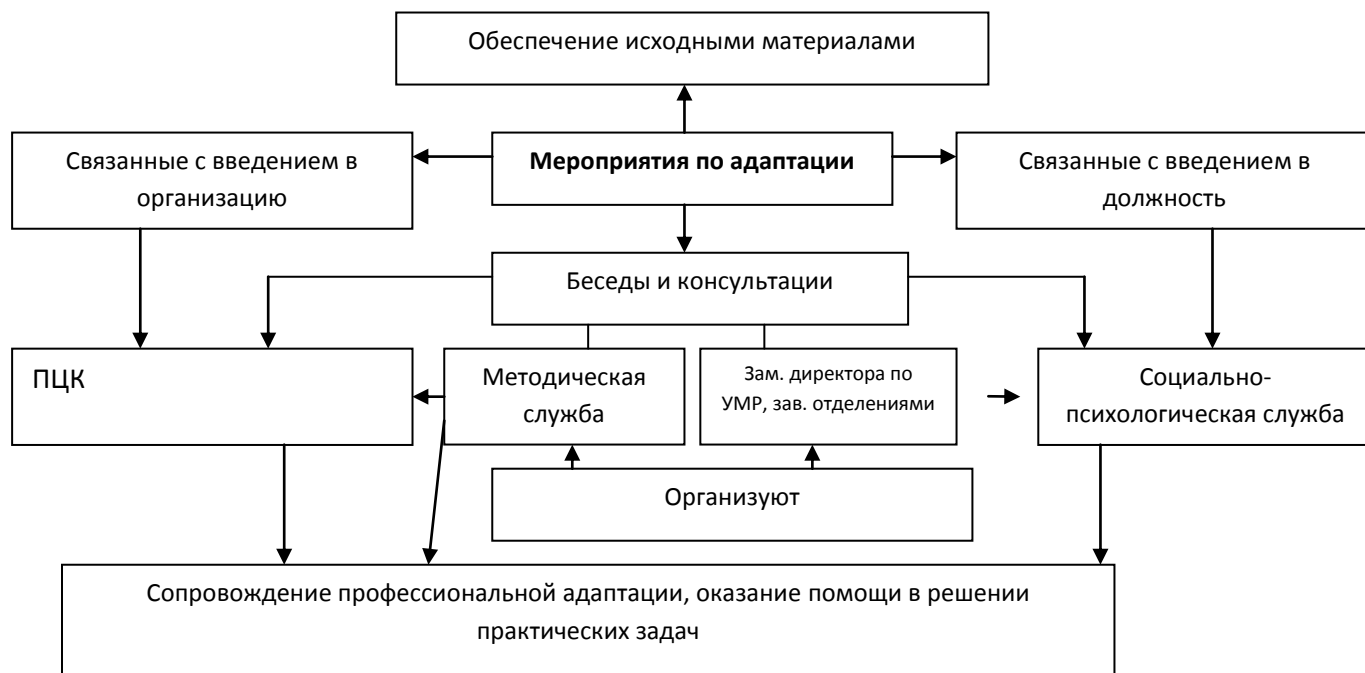 Обеспечение исходными материалами
Связанные с введением в
организацию
Мероприятия по адаптации
Связанные с введением в
должность
Беседы и консультации
ПЦК
Методическая
служба
Зам. директора по
УМР, зав. отделениями
Социально-
психологическая служба
Организуют
Сопровождение профессиональной адаптации, оказание помощи в решении
практических задач